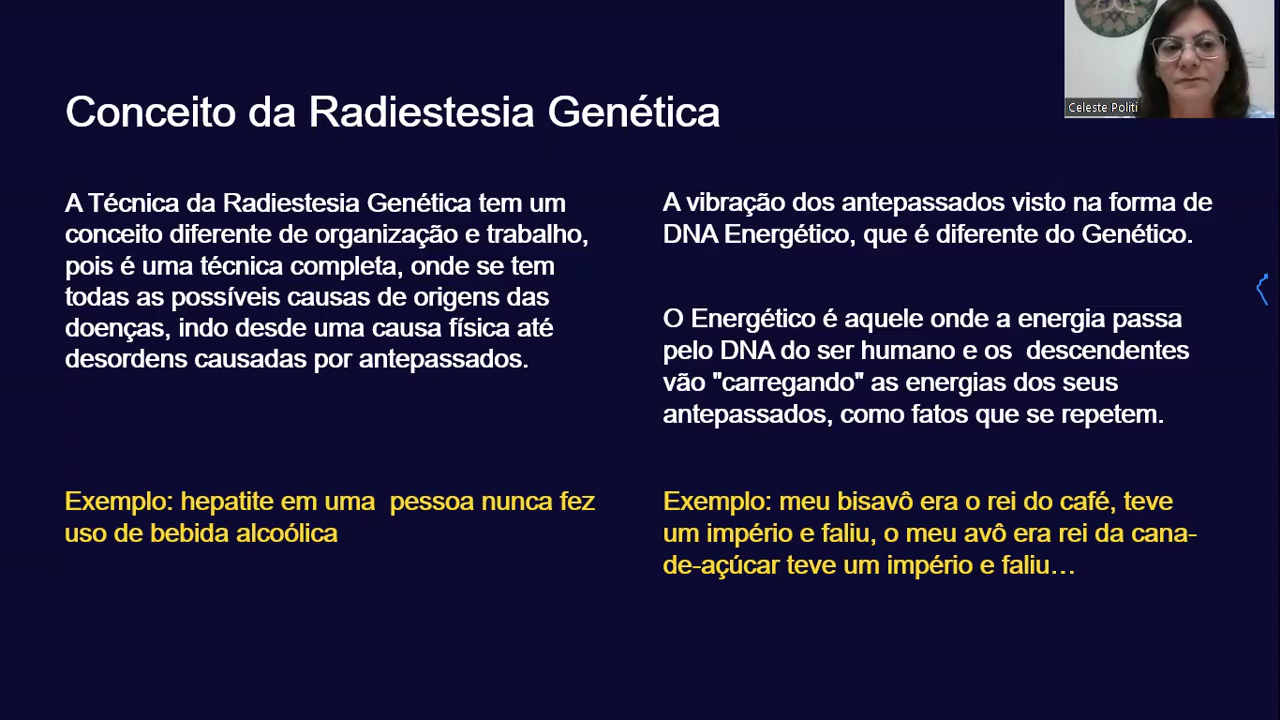 Celeste Politi
Conceito da Radiestesia Genética
A Técnica da Radiestesia Genética tem um
conceito diferente de organização e trabalho,
pois é uma técnica completa, onde se tem
todas as possíveis causas de origens das
doenças, indo desde uma causa física até
desordens causadas por antepassados.
Exemplo: hepatite em uma  pessoa nunca fez
uso de bebida alcoólica
A vibração dos antepassados visto na forma de
DNA Energético, que é diferente do Genético.
O Energético é aquele onde a energia passa
pelo DNA do ser humano e os  descendentes
vão "carregando" as energias dos seus
antepassados, como fatos que se repetem.
Exemplo: meu bisavô era o rei do café, teve
um império e faliu, o meu avô era rei da cana-
de-açúcar teve um império e faliu…